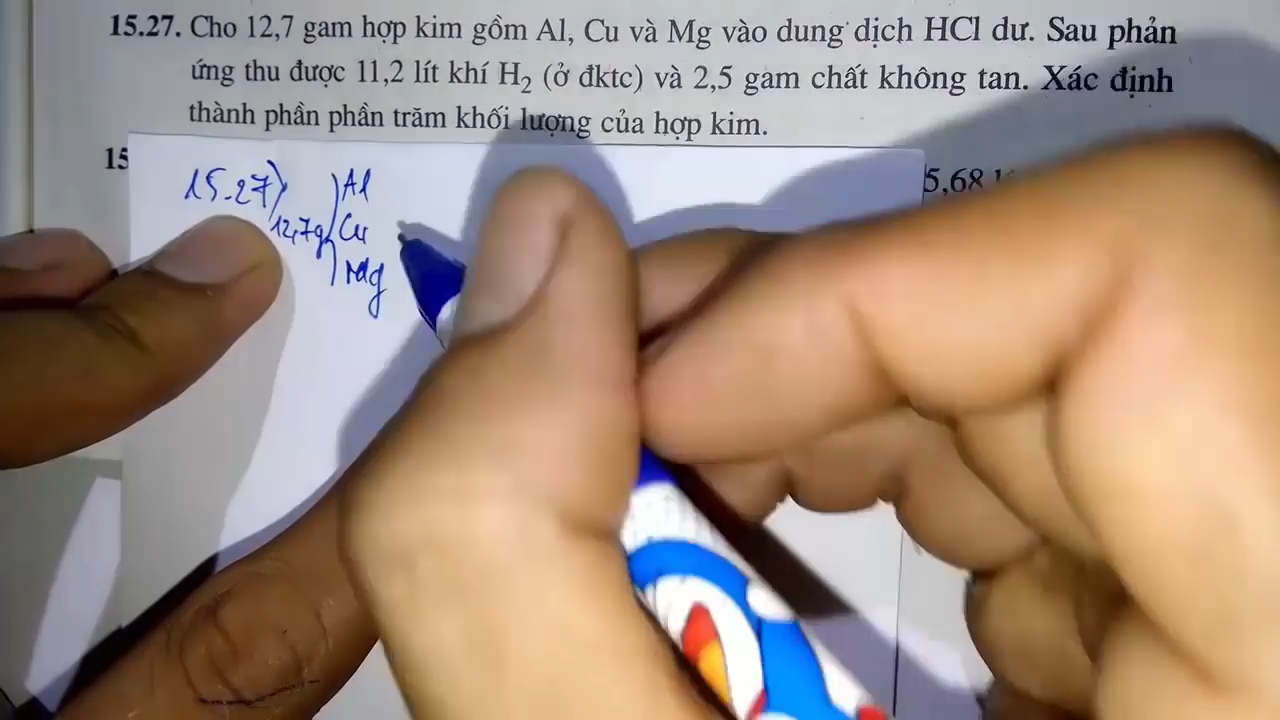 15.27. Cho 12,7 gam hợp kim gồm Al, Cu và Mg vào dung dịch HCl dư. Sau phản
ứng thu được 11,2 lít khí H₂ (ở đktc) và 2,5 gam chất không tan. Xác định
thành phần phần trăm khối lượng của hợp kim.
15
5,68
15.27)
Al
12,7g Cu
Mg